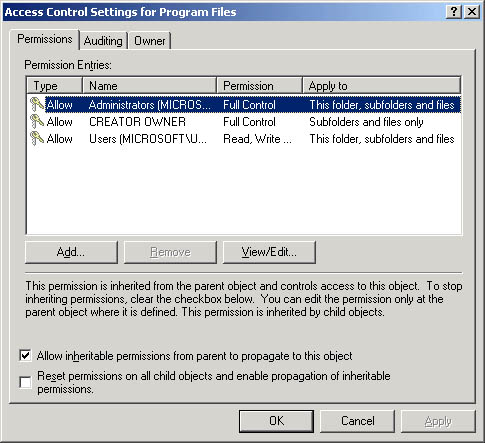 Access Control Settings for Program Files
Permissions Auditing Owner
Permission Entries:
Type Name Permission Apply to
Allow Administrators (MICROS... Full Control This folder, subfolders and files
Allow CREATOR OWNER Full Control Subfolders and files only
Allow Users (MICROSOFT\U... Read, Write ... This folder, subfolders and files
Add... Remove View/Edit...
This permission is inherited from the parent object and controls access to this object. To stop
inheriting permissions, clear the checkbox below. You can edit the permission only at the
parent object where it is defined. This permission is inherited by child objects.
Allow inheritable permissions from parent to propagate to this object
Reset permissions on all child objects and enable propagation of inheritable
permissions.
OK Cancel Apply